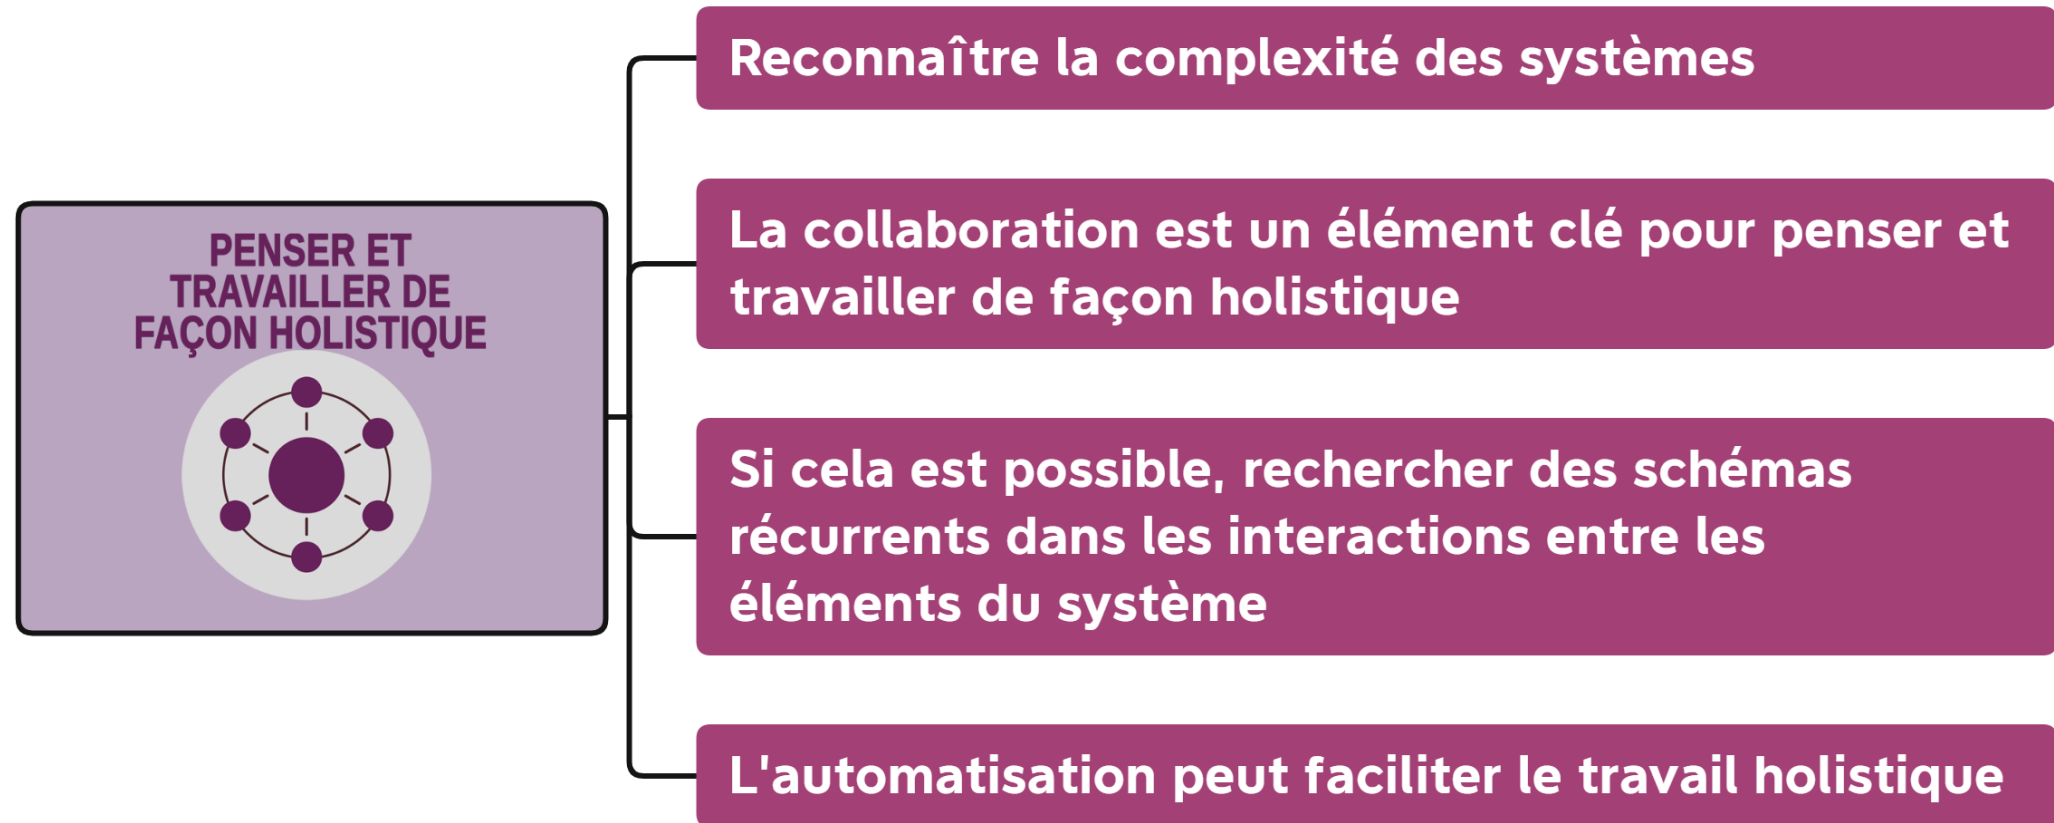 PENSER ET
TRAVAILLER DE
FAÇON HOLISTIQUE
Reconnaître la complexité des systèmes
La collaboration est un élément clé pour penser et
travailler de façon holistique
Si cela est possible, rechercher des schémas
récurrents dans les interactions entre les
éléments du système
L'automatisation peut faciliter le travail holistique